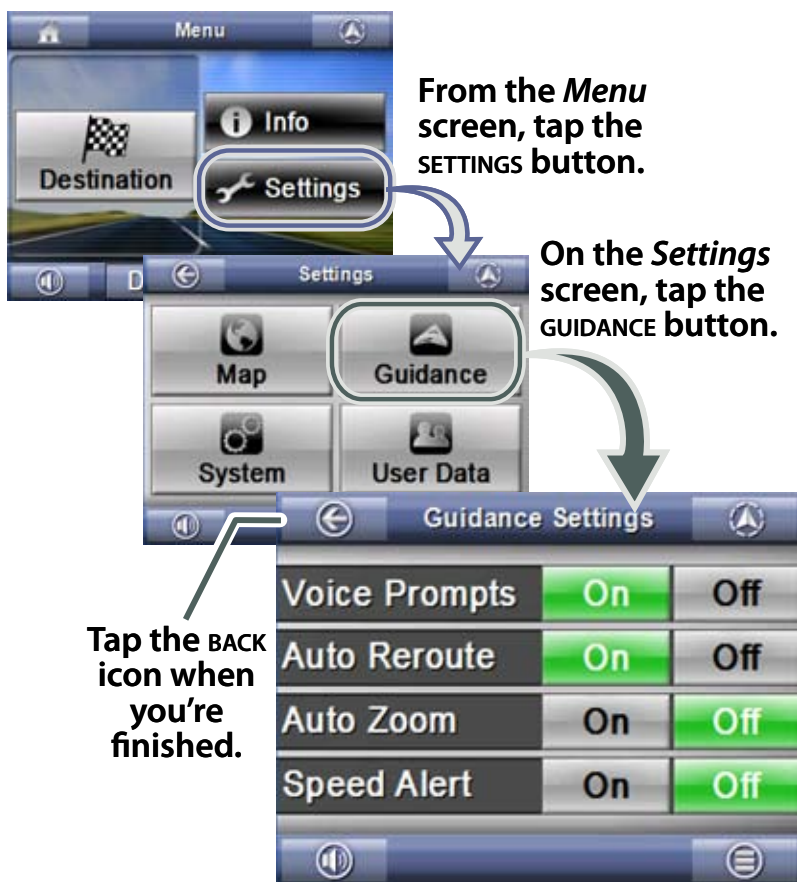 Menu
From the Menu
screen, tap the
SETTINGS button.
Info
Destination
Settings
On the Settings
screen, tap the
GUIDANCE button.
D
Settings
Map
Guidance
System
User Data
Guidance Settings
Voice Prompts On Off
Auto Reroute On Off
Auto Zoom On Off
Speed Alert On Off
Tap the BACK
icon when
you're
finished.